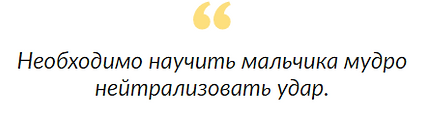 “
Необходимо научить мальчика мудро
нейтрализовать удар.